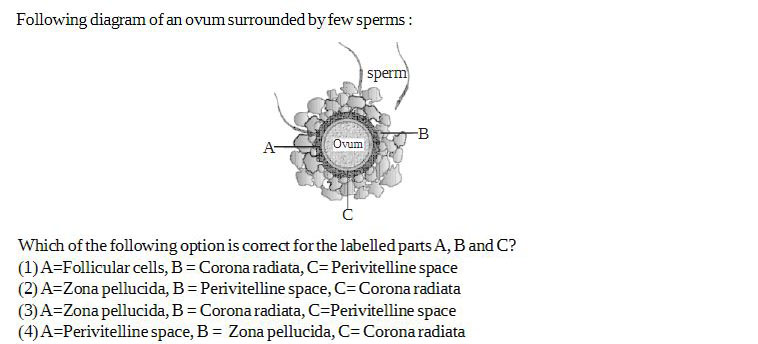 Following diagram of an ovum surrounded by few sperms :
sperm
B
Ovum
A
C
Which of the following option is correct for the labelled parts A, B and C?
(1) A=Follicular cells, B = Corona radiata, C= Perivitelline space
(2) A=Zona pellucida, B = Perivitelline space, C= Corona radiata
(3) A=Zona pellucida, B = Corona radiata, C=Perivitelline space
(4) A=Perivitelline space, B = Zona pellucida, C= Corona radiata